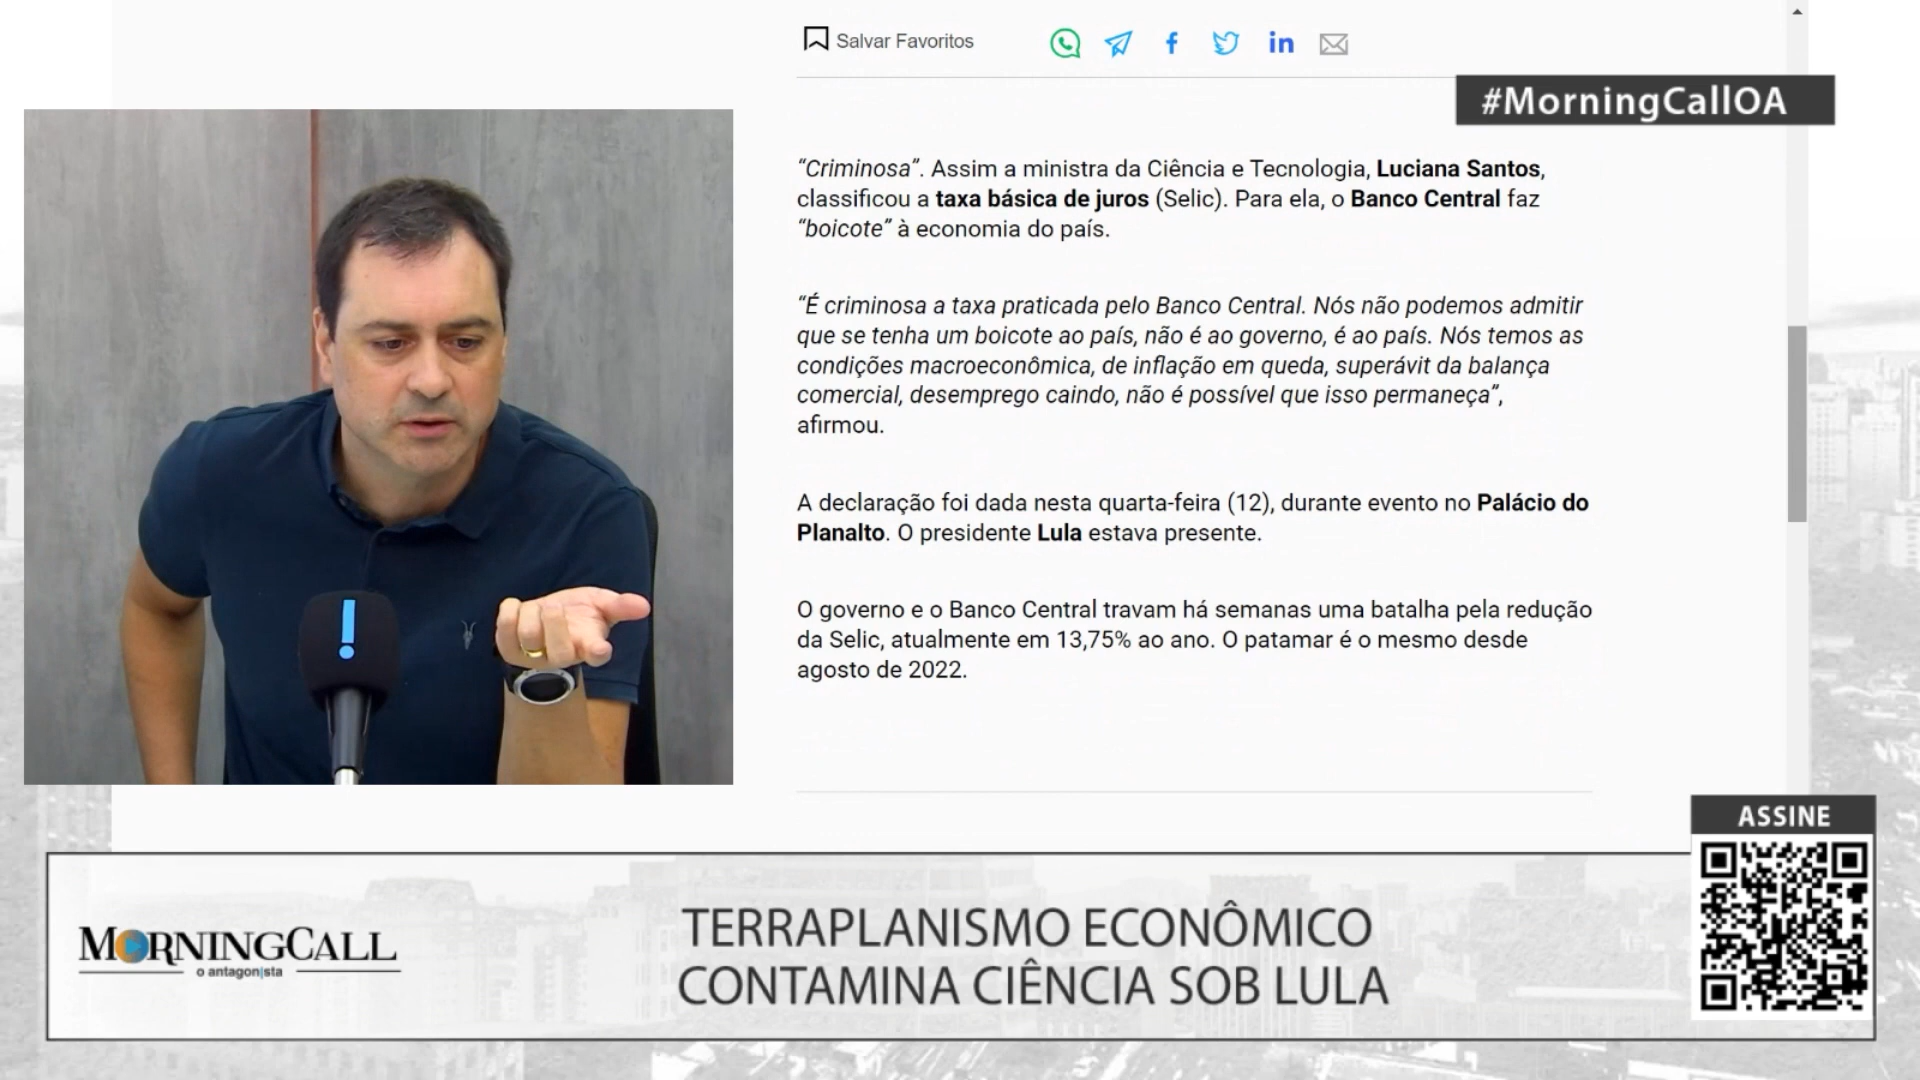 Salvar Favoritos
#MorningCallOA
“Criminosa”. Assim a ministra da Ciência e Tecnologia, Luciana Santos,
classificou a taxa básica de juros (Selic). Para ela, o Banco Central faz
“boicote” à economia do país.
“É criminosa a taxa praticada pelo Banco Central. Nós não podemos admitir
que se tenha um boicote ao país, não é ao governo, é ao país. Nós temos as
condições macroeconômica, de inflação em queda, superávit da balança
comercial, desemprego caindo, não é possível que isso permaneça”,
afirmou.
A declaração foi dada nesta quarta-feira (12), durante evento no Palácio do
Planalto. O presidente Lula estava presente.
O governo e o Banco Central travam há semanas uma batalha pela redução
da Selic, atualmente em 13,75% ao ano. O patamar é o mesmo desde
agosto de 2022.
ASSINE
MORNINGCALL
o antagonista
TERRAPLANISMO ECONÔMICO
CONTAMINA CIÊNCIA SOB LULA